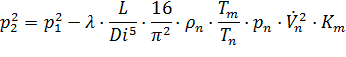 p₂² = p₁² − λ · L/Di⁵ · 16/π² · ρₙ · Tₘ/Tₙ · pₙ · V̇ₙ² · Kₘ